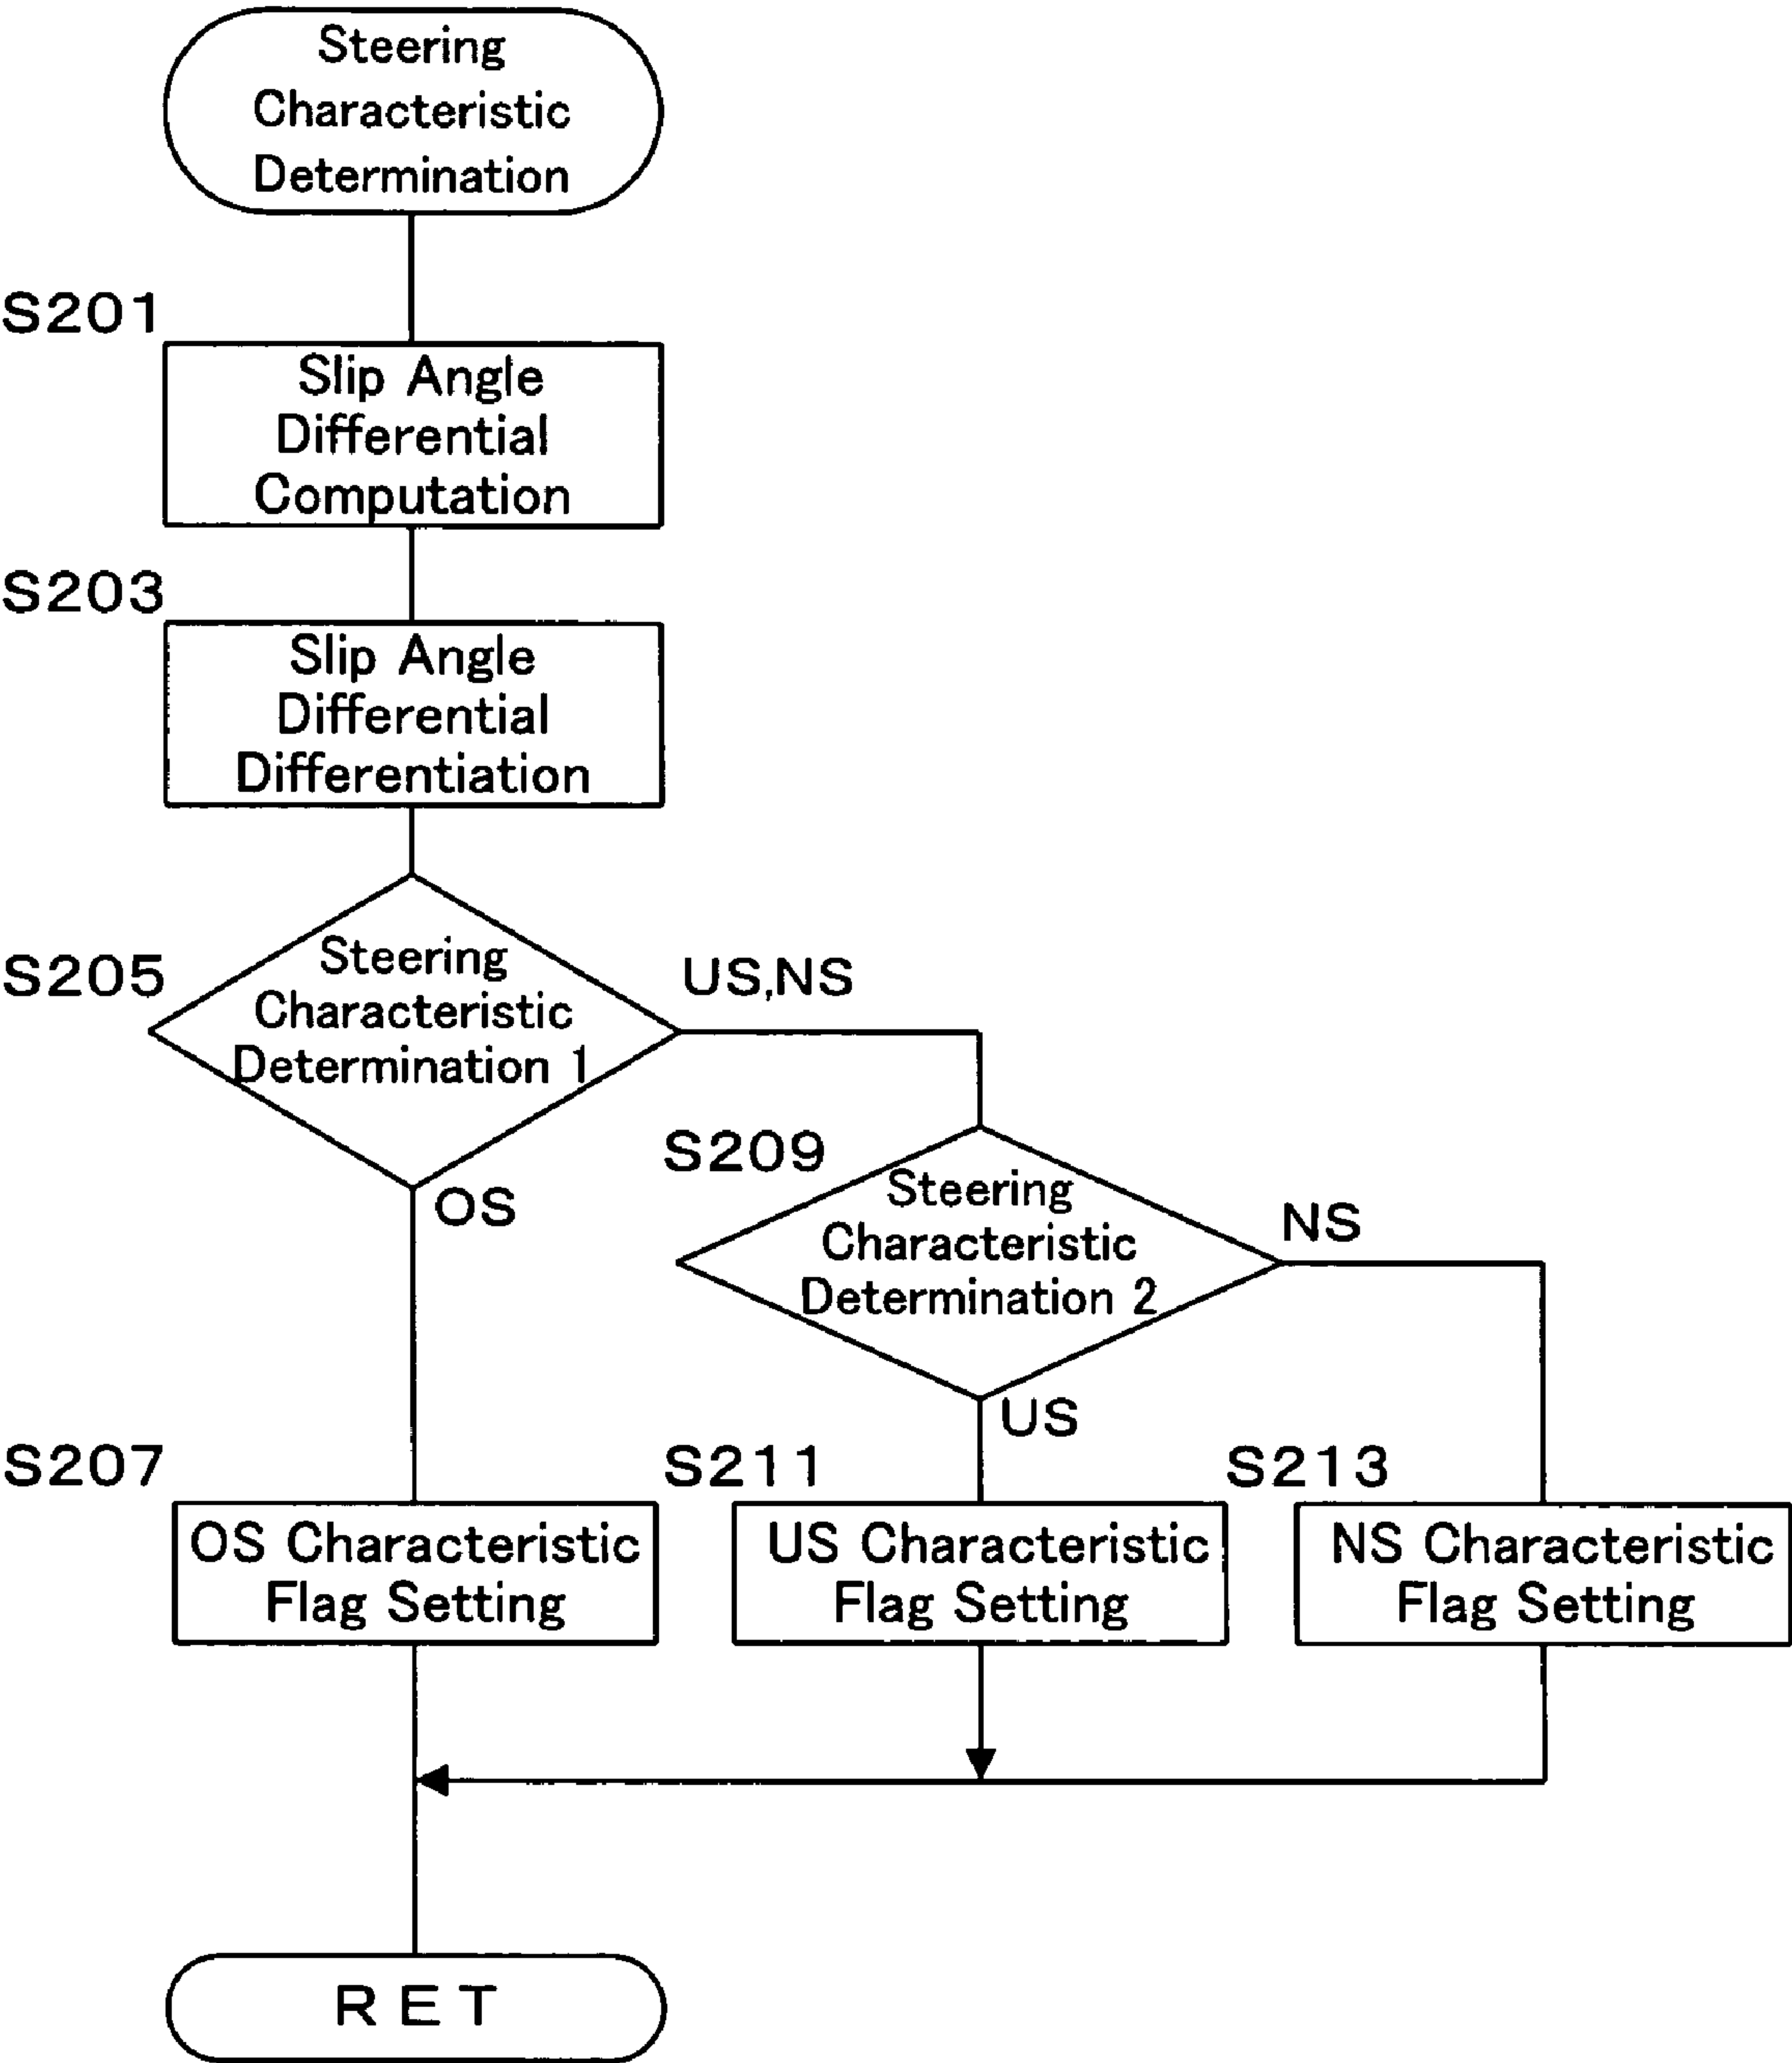 Steering
Characteristic
Determination
S201
Slip Angle
Differential
Computation
S203
Slip Angle
Differential
Differentiation
S205
Steering
Characteristic
Determination 1
US,NS
OS
S209
Steering
Characteristic
Determination 2
NS
US
S207
OS Characteristic
Flag Setting
S211
US Characteristic
Flag Setting
S213
NS Characteristic
Flag Setting
RET